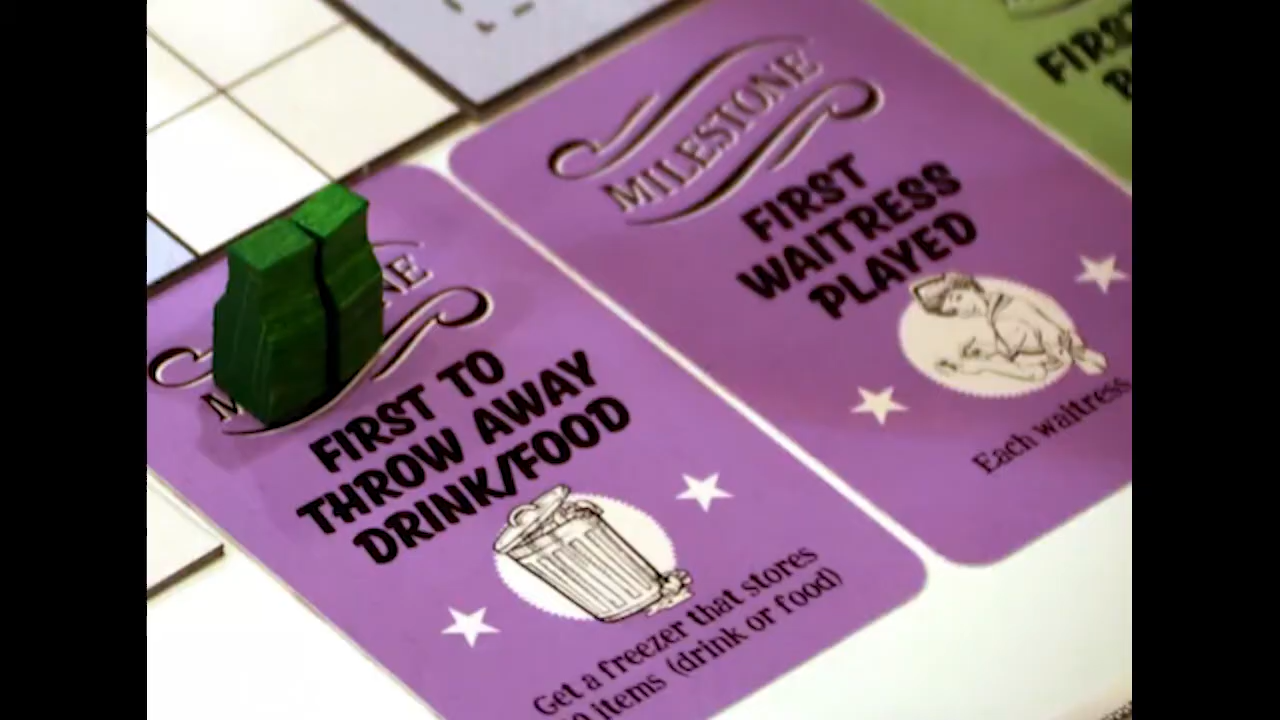 MILESTONE
FIRST
WAITRESS
PLAYED
Each waitress
FIRST TO
THROW AWAY
DRINK/FOOD
Get a freezer that stores
items (drink or food)
FIRST